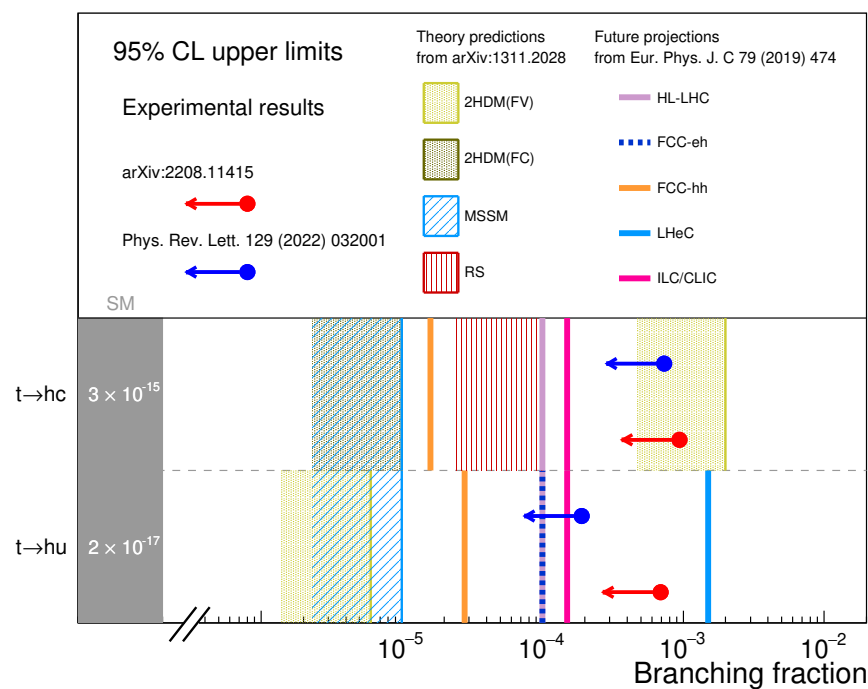 95% CL upper limits
Experimental results
arXiv:2208.11415
Phys. Rev. Lett. 129 (2022) 032001
Theory predictions
from arXiv:1311.2028
2HDM(FV)
2HDM(FC)
MSSM
RS
Future projections
from Eur. Phys. J. C 79 (2019) 474
HL-LHC
FCC-eh
FCC-hh
LHeC
ILC/CLIC
SM
t→hc
3 × 10⁻¹⁵
t→hu
2 × 10⁻¹⁷
10⁻⁵ 10⁻⁴ 10⁻³ 10⁻²
Branching fraction